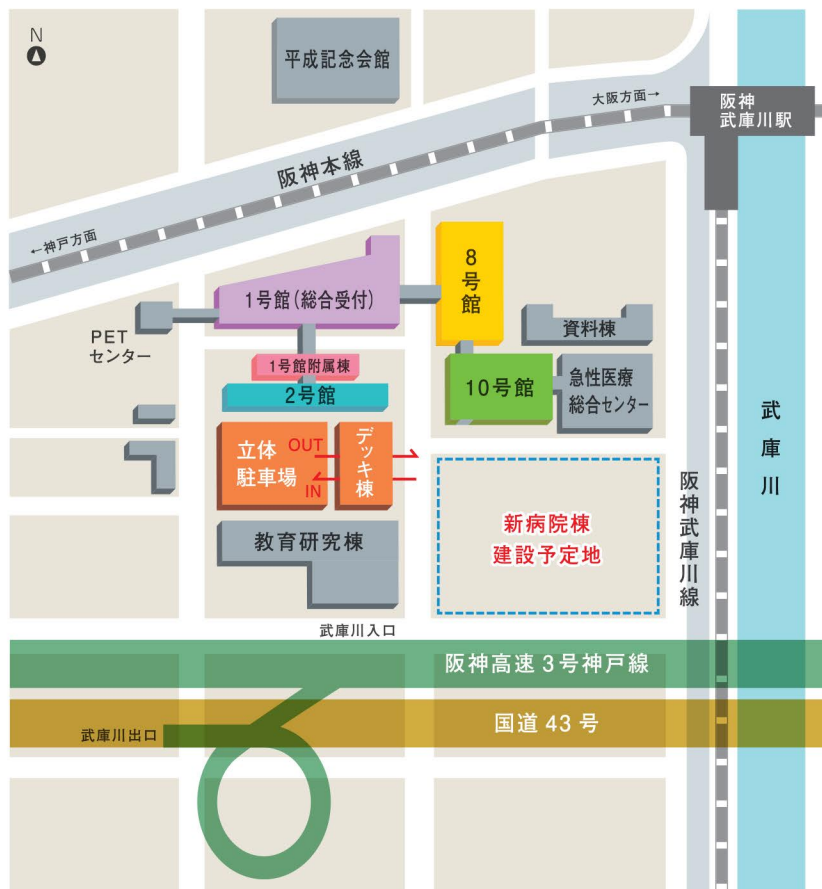 N
平成記念会館
大阪方面→
阪神
武庫川駅
阪神本線
←神戸方面
8号館
1号館(総合受付)
資料棟
PET
センター
1号館附属棟
2号館
10号館
急性医療
総合センター
武庫川
立体
駐車場
OUT
IN
デッキ棟
阪神武庫川線
新病院棟
建設予定地
教育研究棟
武庫川入口
阪神高速3号神戸線
国道43号
武庫川出口